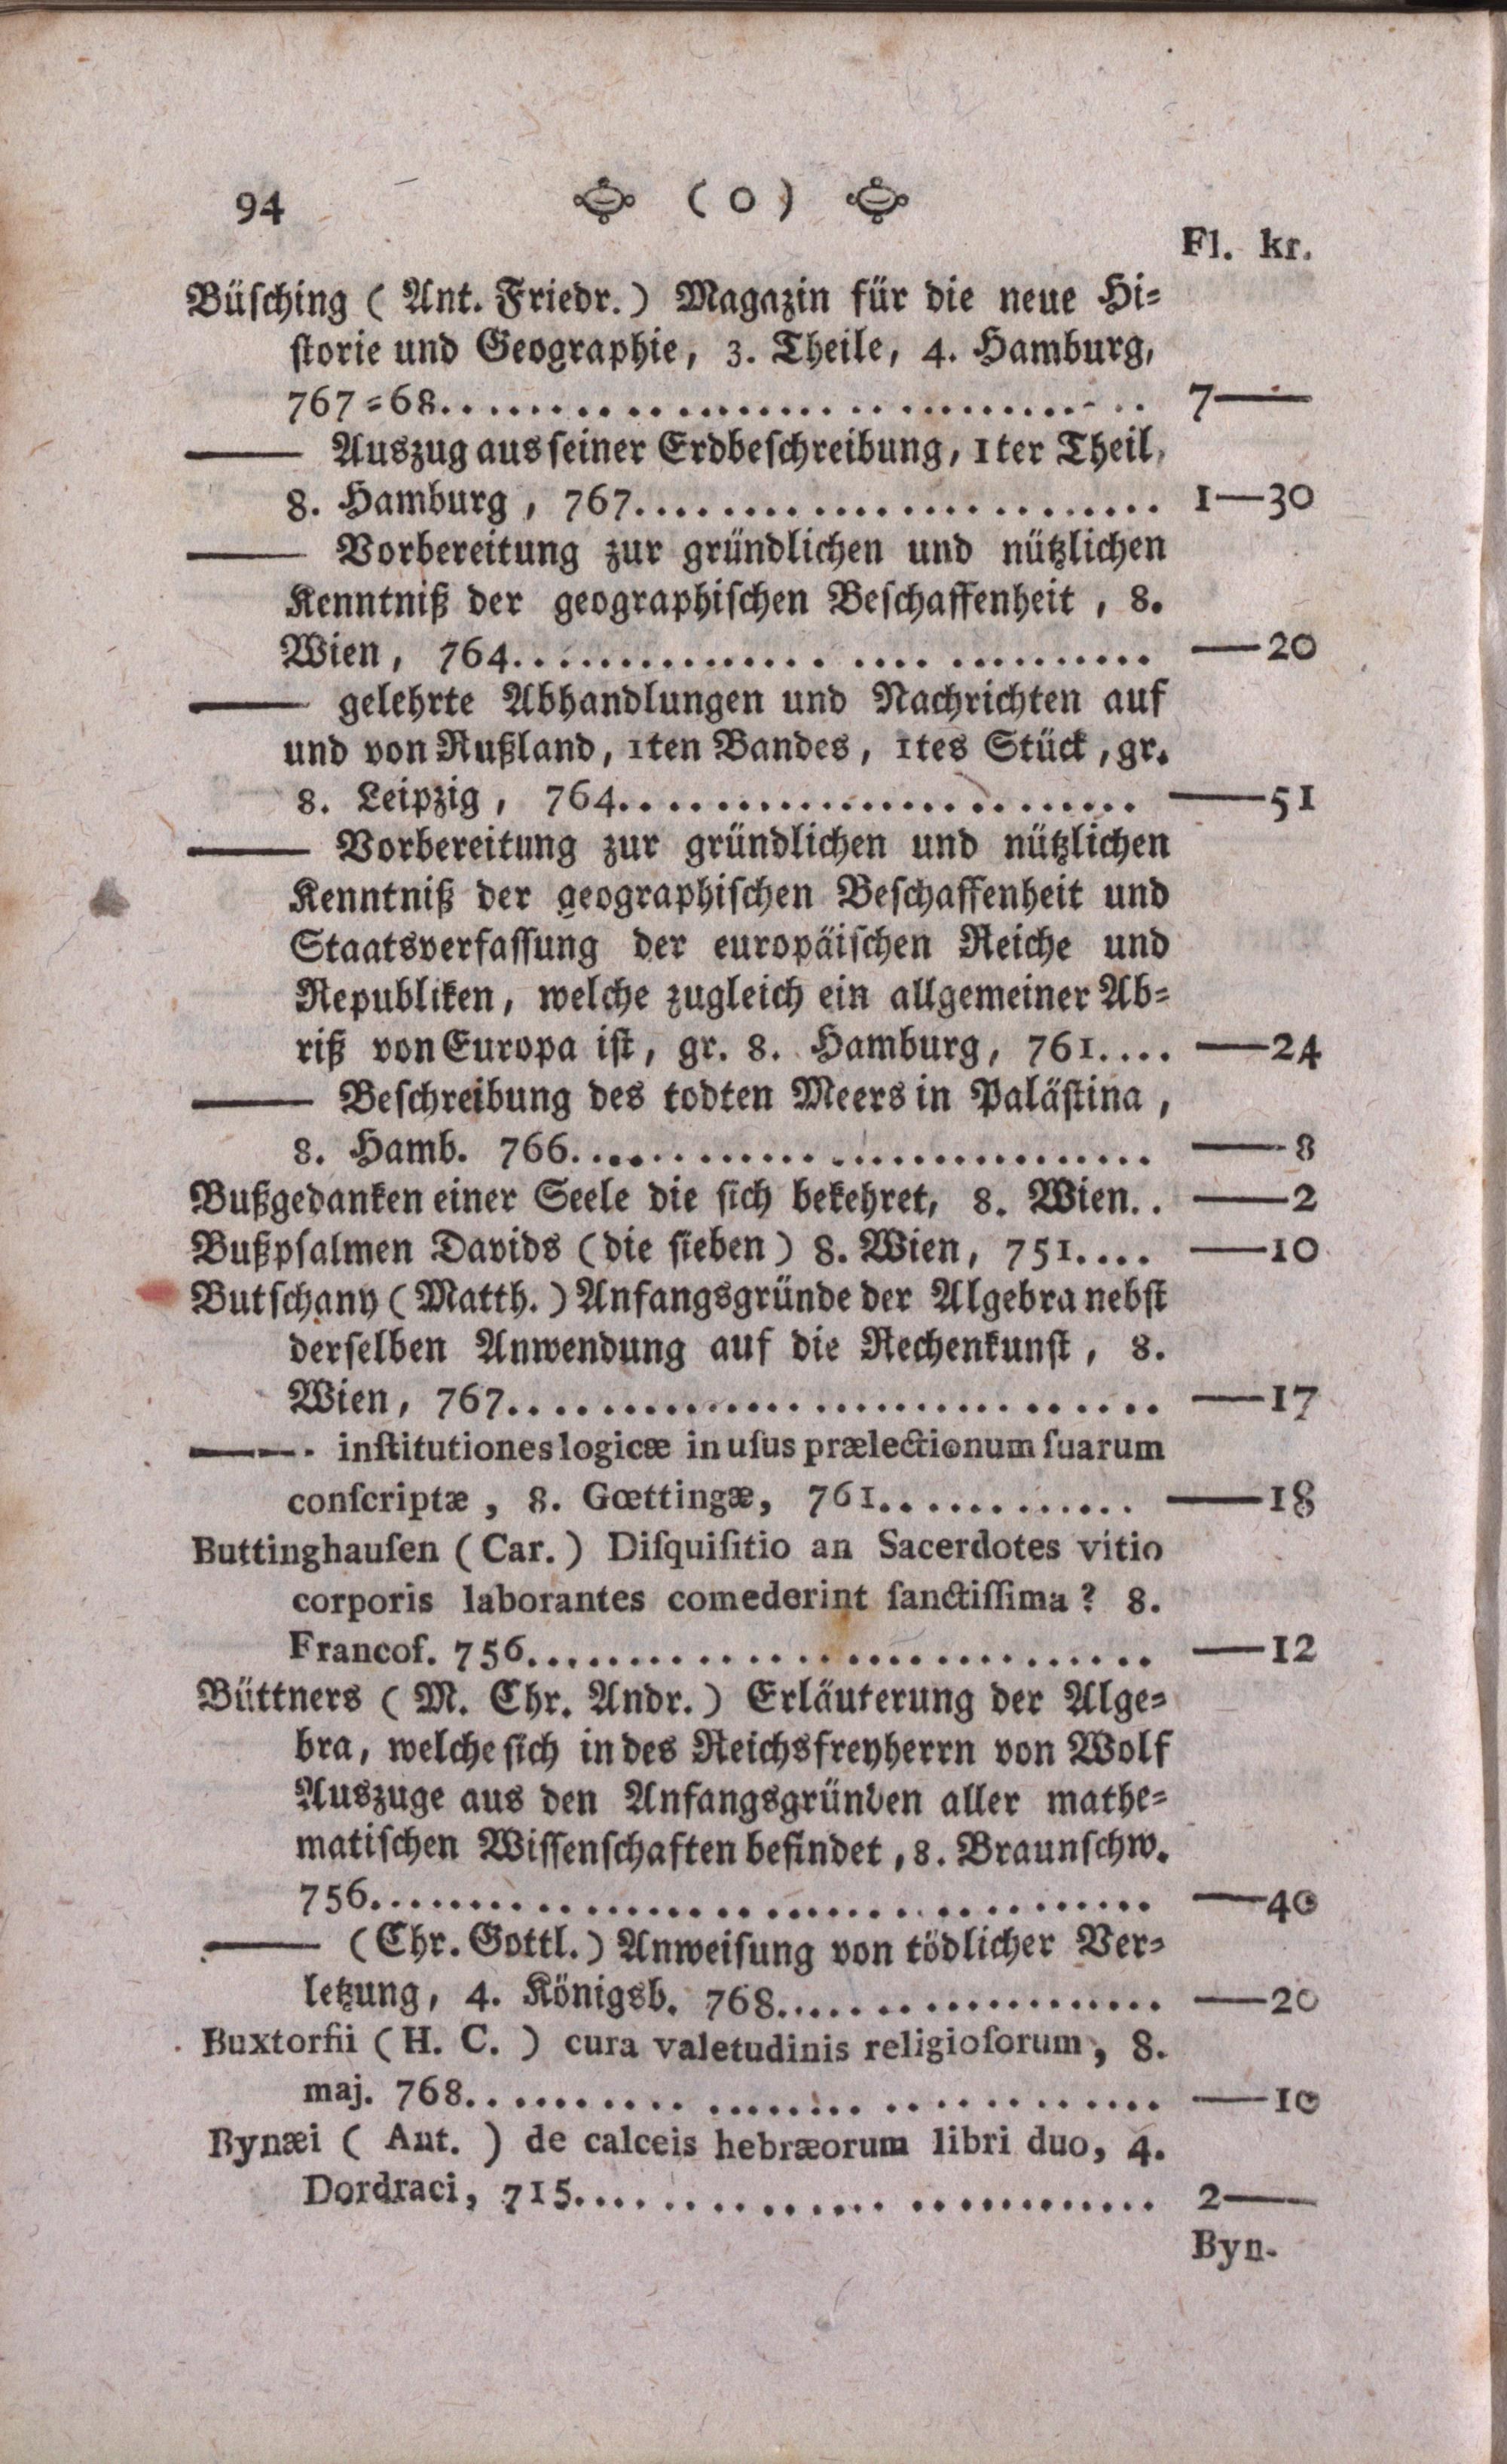 94 ( 0 )
Fl. kr.
Büſching ( Ant. Friedr. ) Magazin für die neue Hi=
ſtorie und Geographie, 3. Theile, 4. Hamburg,
767=68........................... 7——
—— Auszug aus ſeiner Erdbeſchreibung, 1ter Theil,
8. Hamburg, 767........................ 1—30
—— Vorbereitung zur gründlichen und nützlichen
Kenntniß der geographiſchen Beſchaffenheit, 8.
Wien, 764........................... —20
—— gelehrte Abhandlungen und Nachrichten auf
und von Rußland, 1ten Bandes, 1tes Stück, gr.
8. Leipzig, 764........................ —51
—— Vorbereitung zur gründlichen und nützlichen
Kenntniß der geographiſchen Beſchaffenheit und
Staatsverfaſſung der europäiſchen Reiche und
Republiken, welche zugleich ein allgemeiner Ab=
riß von Europa iſt, gr. 8. Hamburg, 761.... —24
—— Beſchreibung des todten Meers in Paläſtina,
8. Hamb. 766........................ —8
Bußgedanken einer Seele die ſich bekehret, 8. Wien.. —2
Bußpſalmen Davids (die ſieben) 8. Wien, 751.... —10
Butſchany ( Matth. ) Anfangsgründe der Algebra nebſt
derſelben Anwendung auf die Rechenkunſt, 8.
Wien, 767........................... —17
—— inſtitutiones logicæ in uſus prælectionum ſuarum
conſcriptæ, 8. Gœttingæ, 761............ —18
Buttinghauſen ( Car. ) Diſquiſitio an Sacerdotes vitio
corporis laborantes comederint ſanctiſſima ? 8.
Francof. 756........................... —12
Büttners ( M. Chr. Andr. ) Erläuterung der Alge=
bra, welche ſich in des Reichsfreyherrn von Wolf
Auszuge aus den Anfangsgründen aller mathe=
matiſchen Wiſſenſchaften befindet, 8. Braunſchw.
756................................. —40
—— (Chr. Gottl.) Anweiſung von tödlicher Ver=
letzung, 4. Königsb. 768.................. —20
Buxtorfii ( H. C. ) cura valetudinis religioſorum, 8.
maj. 768.............................. —10
Bynæi ( Ant. ) de calceis hebræorum libri duo, 4.
Dordraci, 715........................ 2——
Byn-